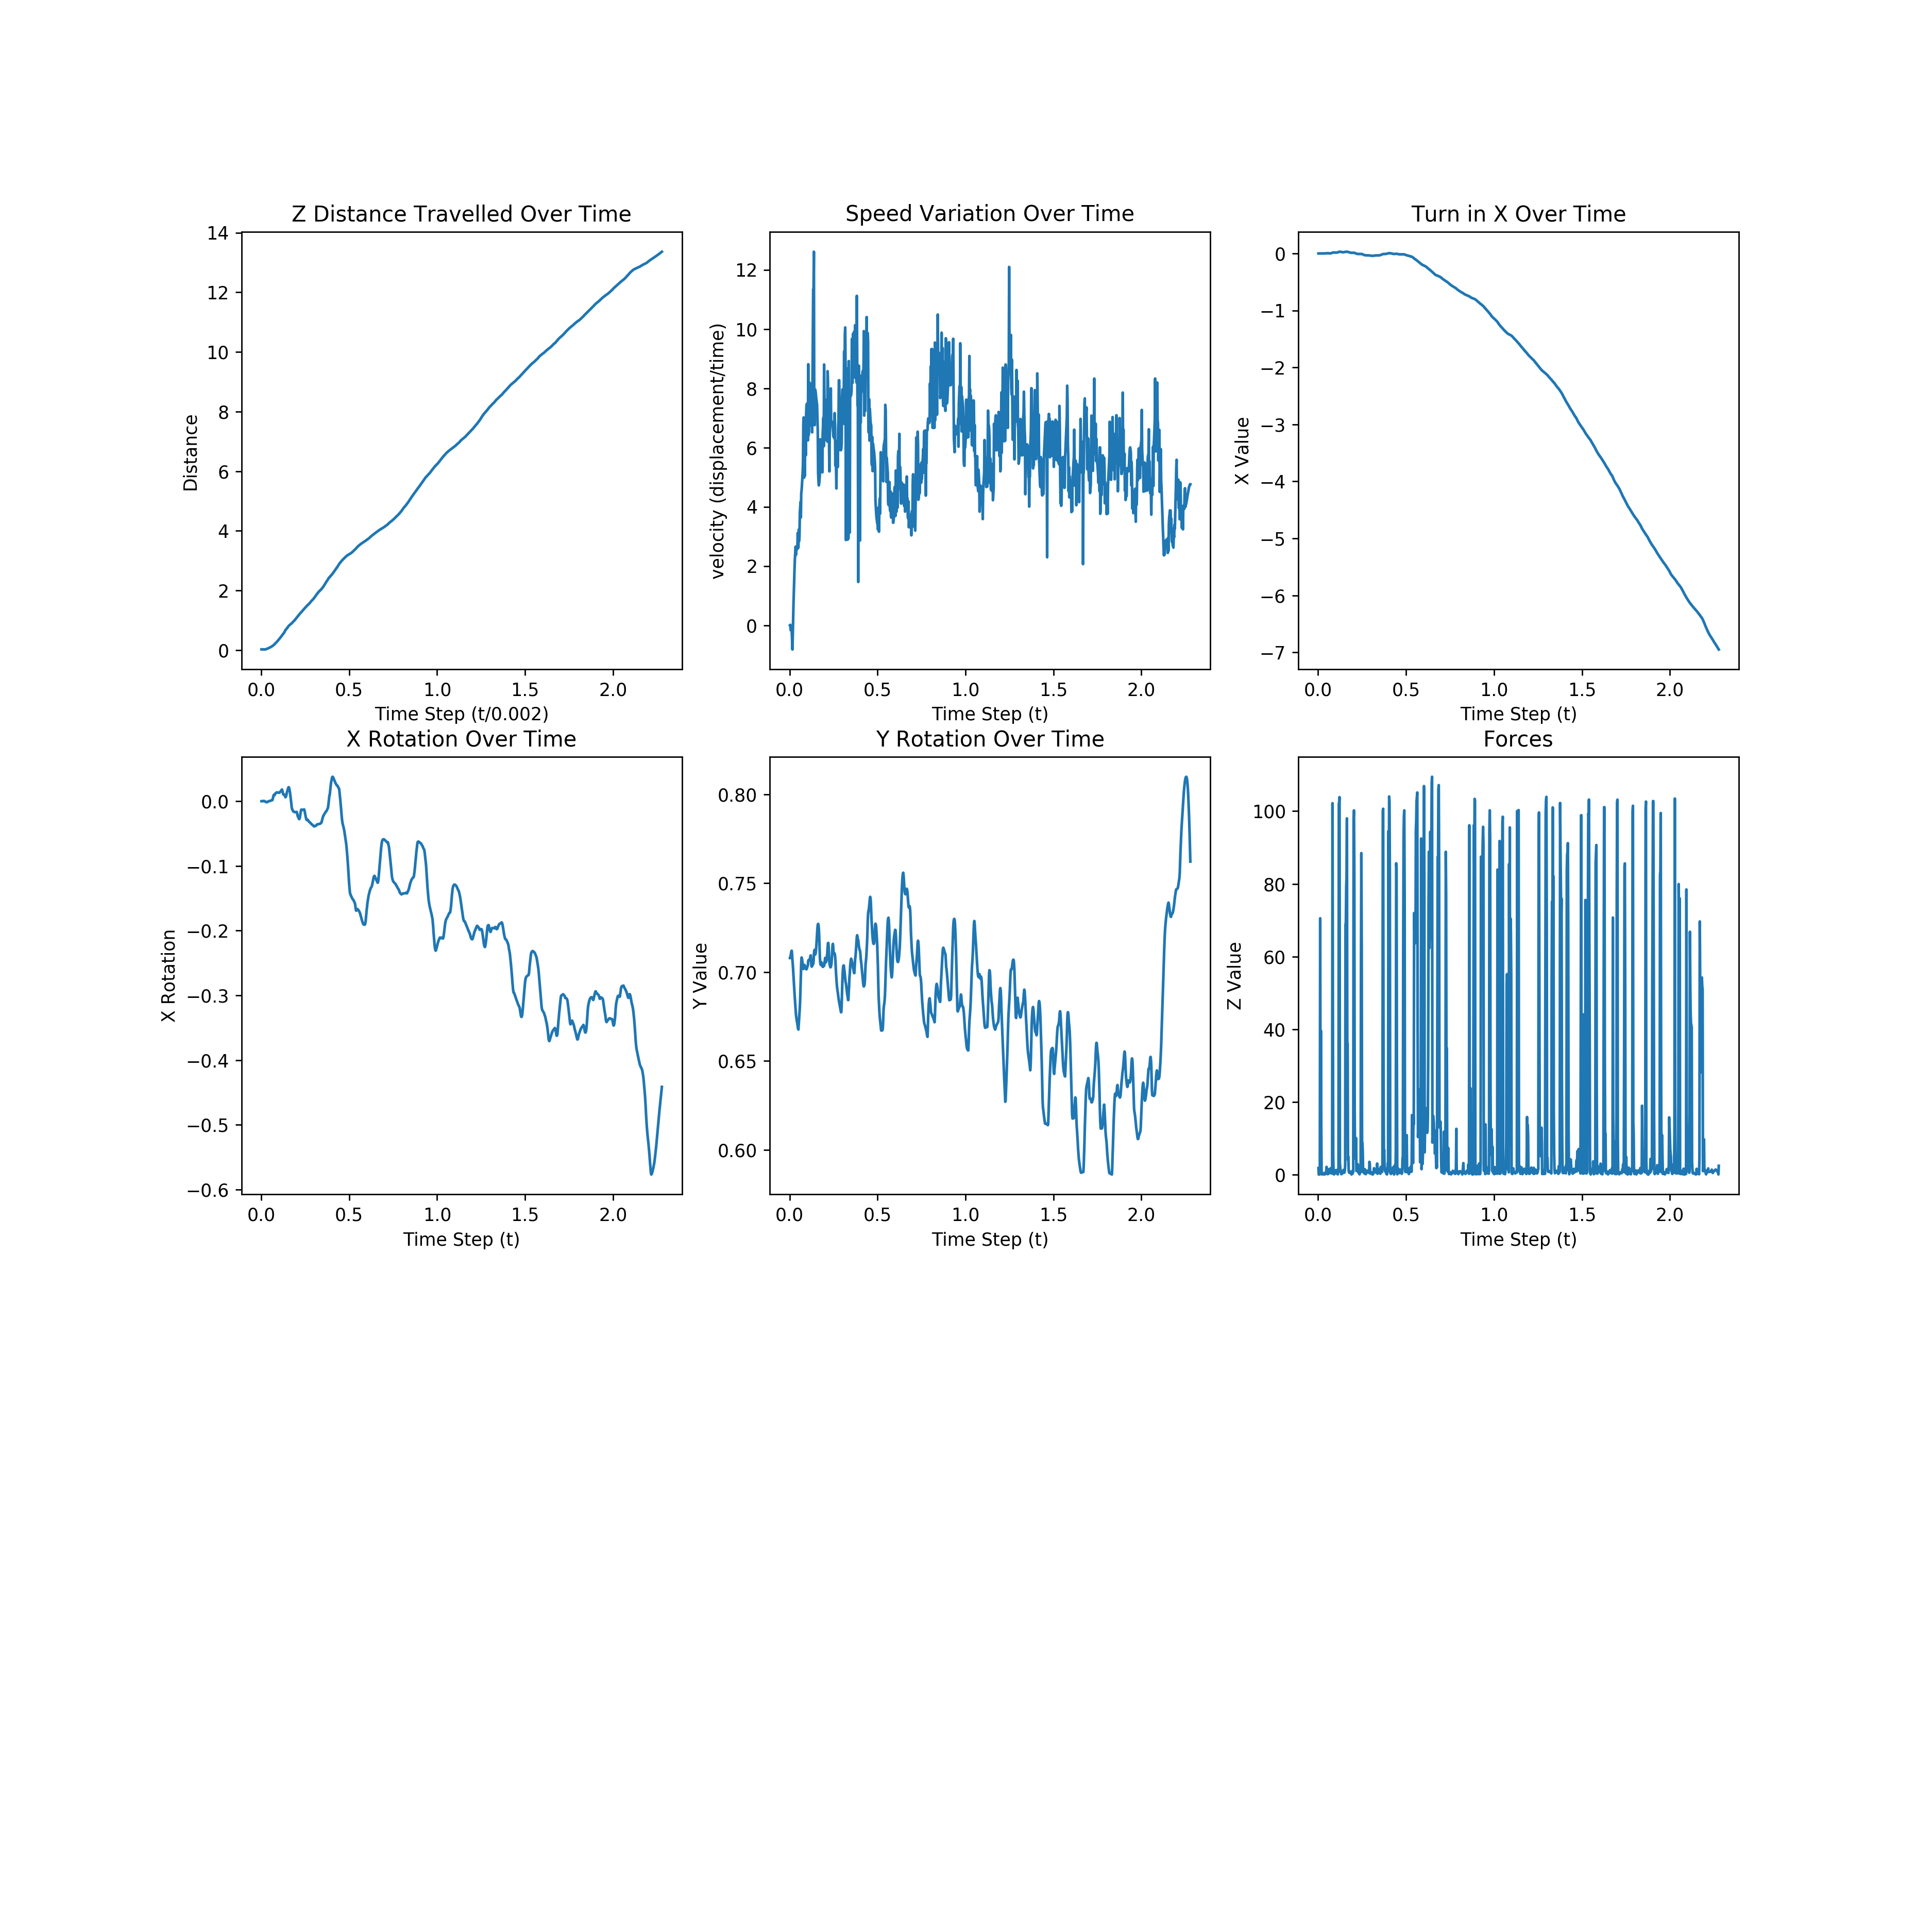 Z Distance Travelled Over Time
14
12
10
8
6
4
2
0
Distance
0.0 0.5 1.0 1.5 2.0
Time Step (t/0.002)
Speed Variation Over Time
12
10
8
6
4
2
0
velocity (displacement/time)
0.0 0.5 1.0 1.5 2.0
Time Step (t)
Turn in X Over Time
0
−1
−2
−3
−4
−5
−6
−7
X Value
0.0 0.5 1.0 1.5 2.0
Time Step (t)
X Rotation Over Time
0.0
−0.1
−0.2
−0.3
−0.4
−0.5
−0.6
X Rotation
0.0 0.5 1.0 1.5 2.0
Time Step (t)
Y Rotation Over Time
0.80
0.75
0.70
0.65
0.60
Y Value
0.0 0.5 1.0 1.5 2.0
Time Step (t)
Forces
100
80
60
40
20
0
Z Value
0.0 0.5 1.0 1.5 2.0
Time Step (t)